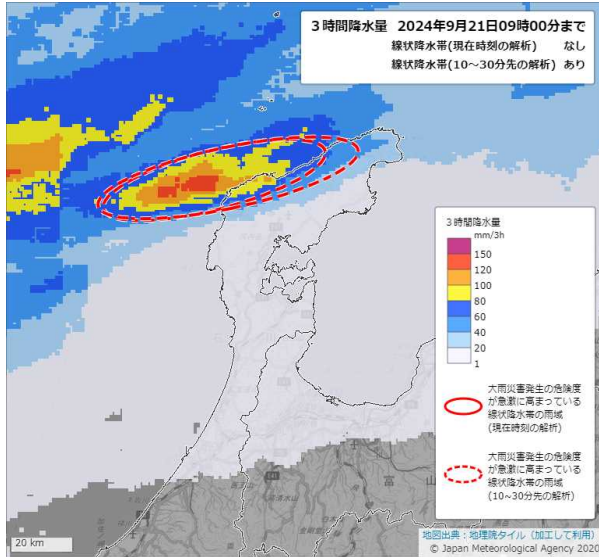 ３時間降水量 2024年9月21日09時00分まで
線状降水帯(現在時刻の解析) なし
線状降水帯(10～30分先の解析) あり
３時間降水量
mm/3h
150
120
100
80
60
40
20
1
大雨災害発生の危険度
が急激に高まっている
線状降水帯の雨域
(現在時刻の解析)
大雨災害発生の危険度
が急激に高まっている
線状降水帯の雨域
(10～30分先の解析)
富山
20 km
地図出典：地理院タイル（加工して利用）
© Japan Meteorological Agency 2020